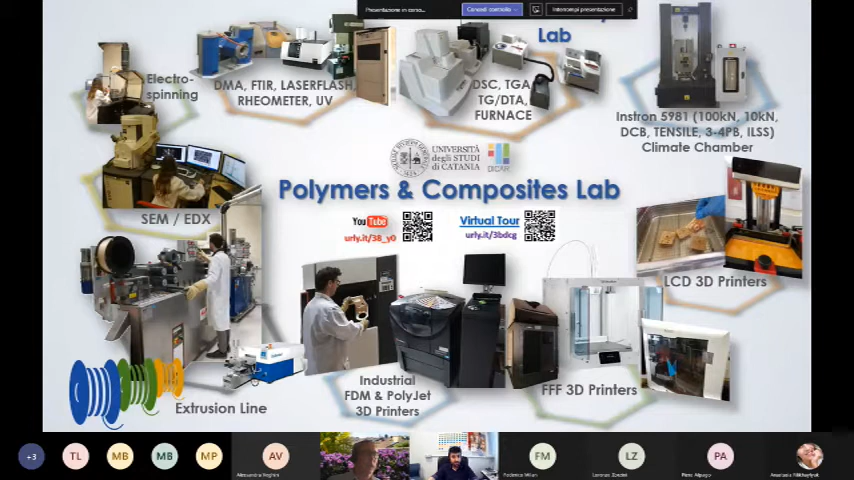 Presentazione in corso...
Interrompi presentazione
Lab
Electro-
spinning
DMA, FTIR, LASERFLASH,
RHEOMETER, UV
DSC, TGA,
TG/DTA,
FURNACE
Instron 5981 (100kN, 10kN,
DCB, TENSILE, 3-4PB, ILSS)
Climate Chamber
UNIVERSITÀ
degli STUDI
di CATANIA
DICAR
Polymers & Composites Lab
SEM / EDX
YouTube
urly.it/38_y0
Virtual Tour
urly.it/3bdcg
LCD 3D Printers
Industrial
FDM & PolyJet
3D Printers
FFF 3D Printers
Extrusion Line
+3
TL
MB
MB
MP
AV
FM
LZ
PA